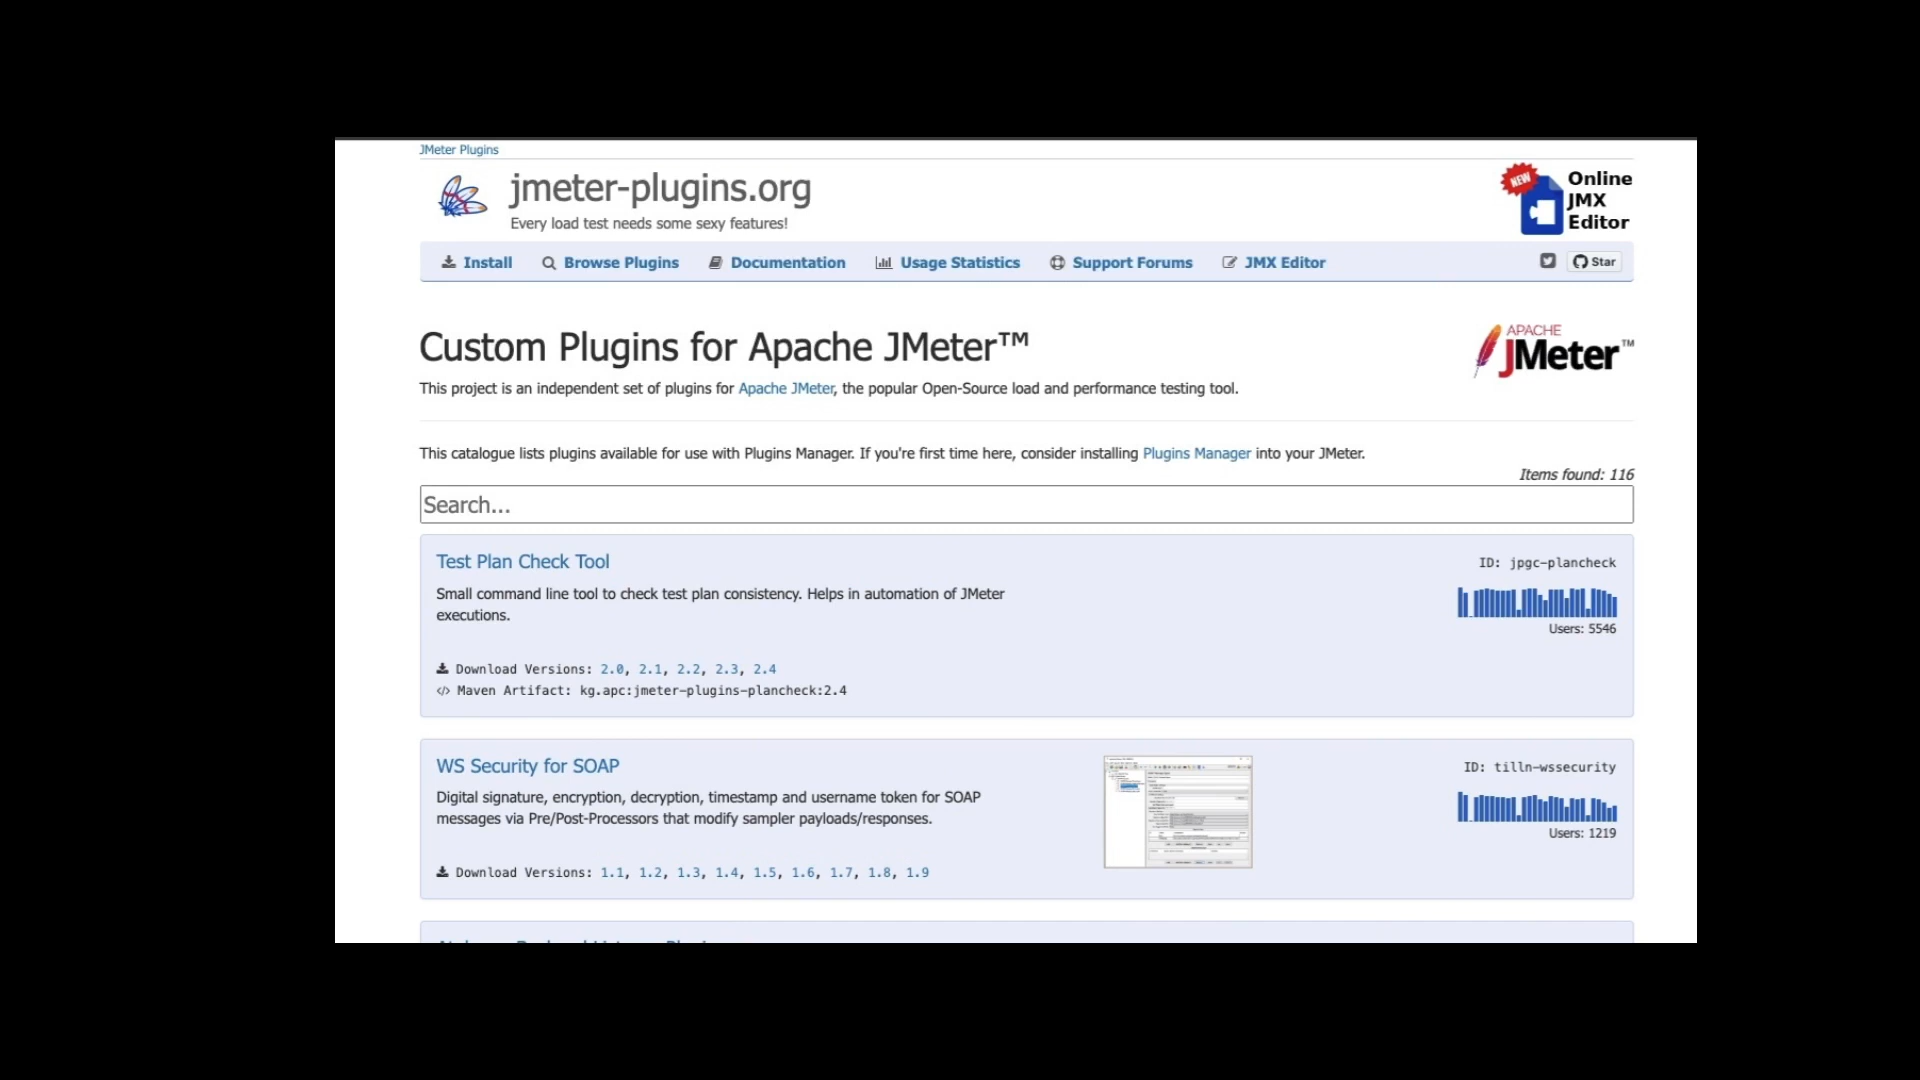 JMeter Plugins
jmeter-plugins.org
Every load test needs some sexy features!
NEW
Online
JMX
Editor
Install
Browse Plugins
Documentation
Usage Statistics
Support Forums
JMX Editor
Star
Custom Plugins for Apache JMeter™
APACHE
JMeter™
This project is an independent set of plugins for Apache JMeter, the popular Open-Source load and performance testing tool.
This catalogue lists plugins available for use with Plugins Manager. If you're first time here, consider installing Plugins Manager into your JMeter.
Items found: 116
Search...
Test Plan Check Tool
ID: jpgc-plancheck
Small command line tool to check test plan consistency. Helps in automation of JMeter
executions.
Users: 5546
Download Versions: 2.0, 2.1, 2.2, 2.3, 2.4
</> Maven Artifact: kg.apc:jmeter-plugins-plancheck:2.4
WS Security for SOAP
ID: tilln-wssecurity
Digital signature, encryption, decryption, timestamp and username token for SOAP
messages via Pre/Post-Processors that modify sampler payloads/responses.
Users: 1219
Download Versions: 1.1, 1.2, 1.3, 1.4, 1.5, 1.6, 1.7, 1.8, 1.9